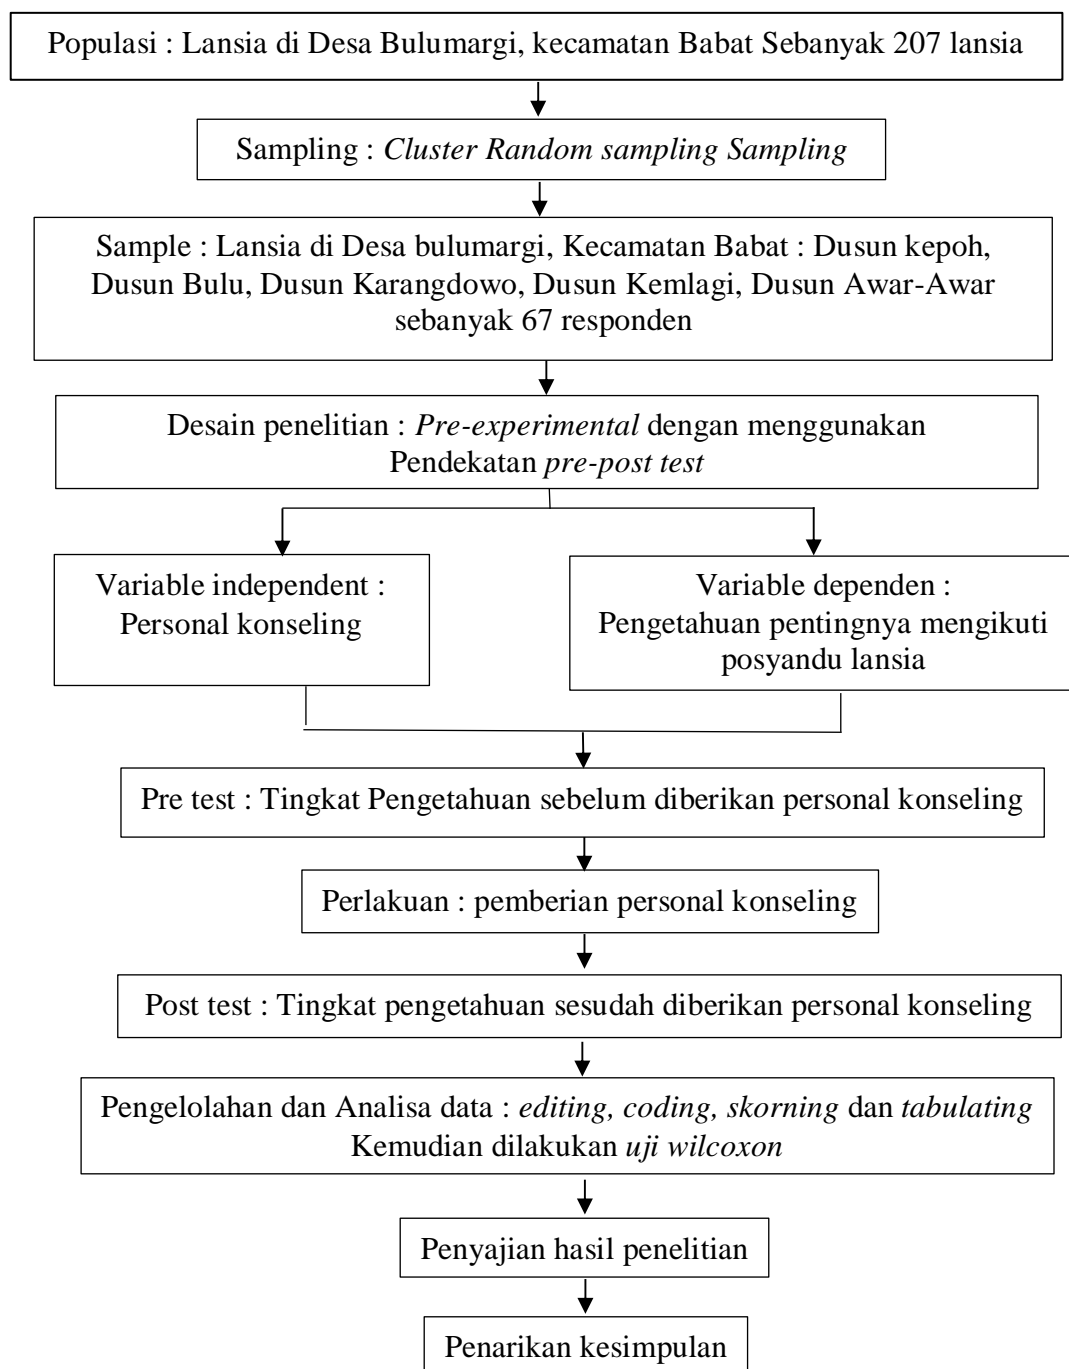 Populasi : Lansia di Desa Bulumargi, kecamatan Babat Sebanyak 207 lansia
Sampling : Cluster Random sampling Sampling
Sample : Lansia di Desa bulumargi, Kecamatan Babat : Dusun kepoh,
Dusun Bulu, Dusun Karangdowo, Dusun Kemlagi, Dusun Awar-Awar
sebanyak 67 responden
Desain penelitian : Pre-experimental dengan menggunakan
Pendekatan pre-post test
Variable independent :
Personal konseling
Variable dependen :
Pengetahuan pentingnya mengikuti
posyandu lansia
Pre test : Tingkat Pengetahuan sebelum diberikan personal konseling
Perlakuan : pemberian personal konseling
Post test : Tingkat pengetahuan sesudah diberikan personal konseling
Pengelolahan dan Analisa data : editing, coding, skorning dan tabulating
Kemudian dilakukan uji wilcoxon
Penyajian hasil penelitian
Penarikan kesimpulan